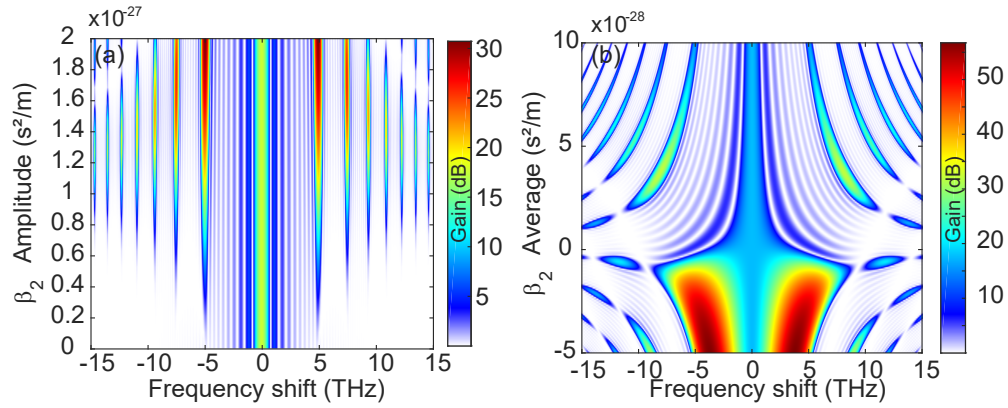 x10-27
2
1.8
1.6
1.4
1.2
1
0.8
0.6
0.4
0.2
0
(a)
β2 Amplitude (s²/m)
-15 -10 -5 0 5 10 15
Frequency shift (THz)
30
25
20
15
10
5
Gain (dB)
x10-28
10
5
0
-5
(b)
β2 Average (s²/m)
-15 -10 -5 0 5 10 15
Frequency shift (THz)
50
40
30
20
10
Gain (dB)